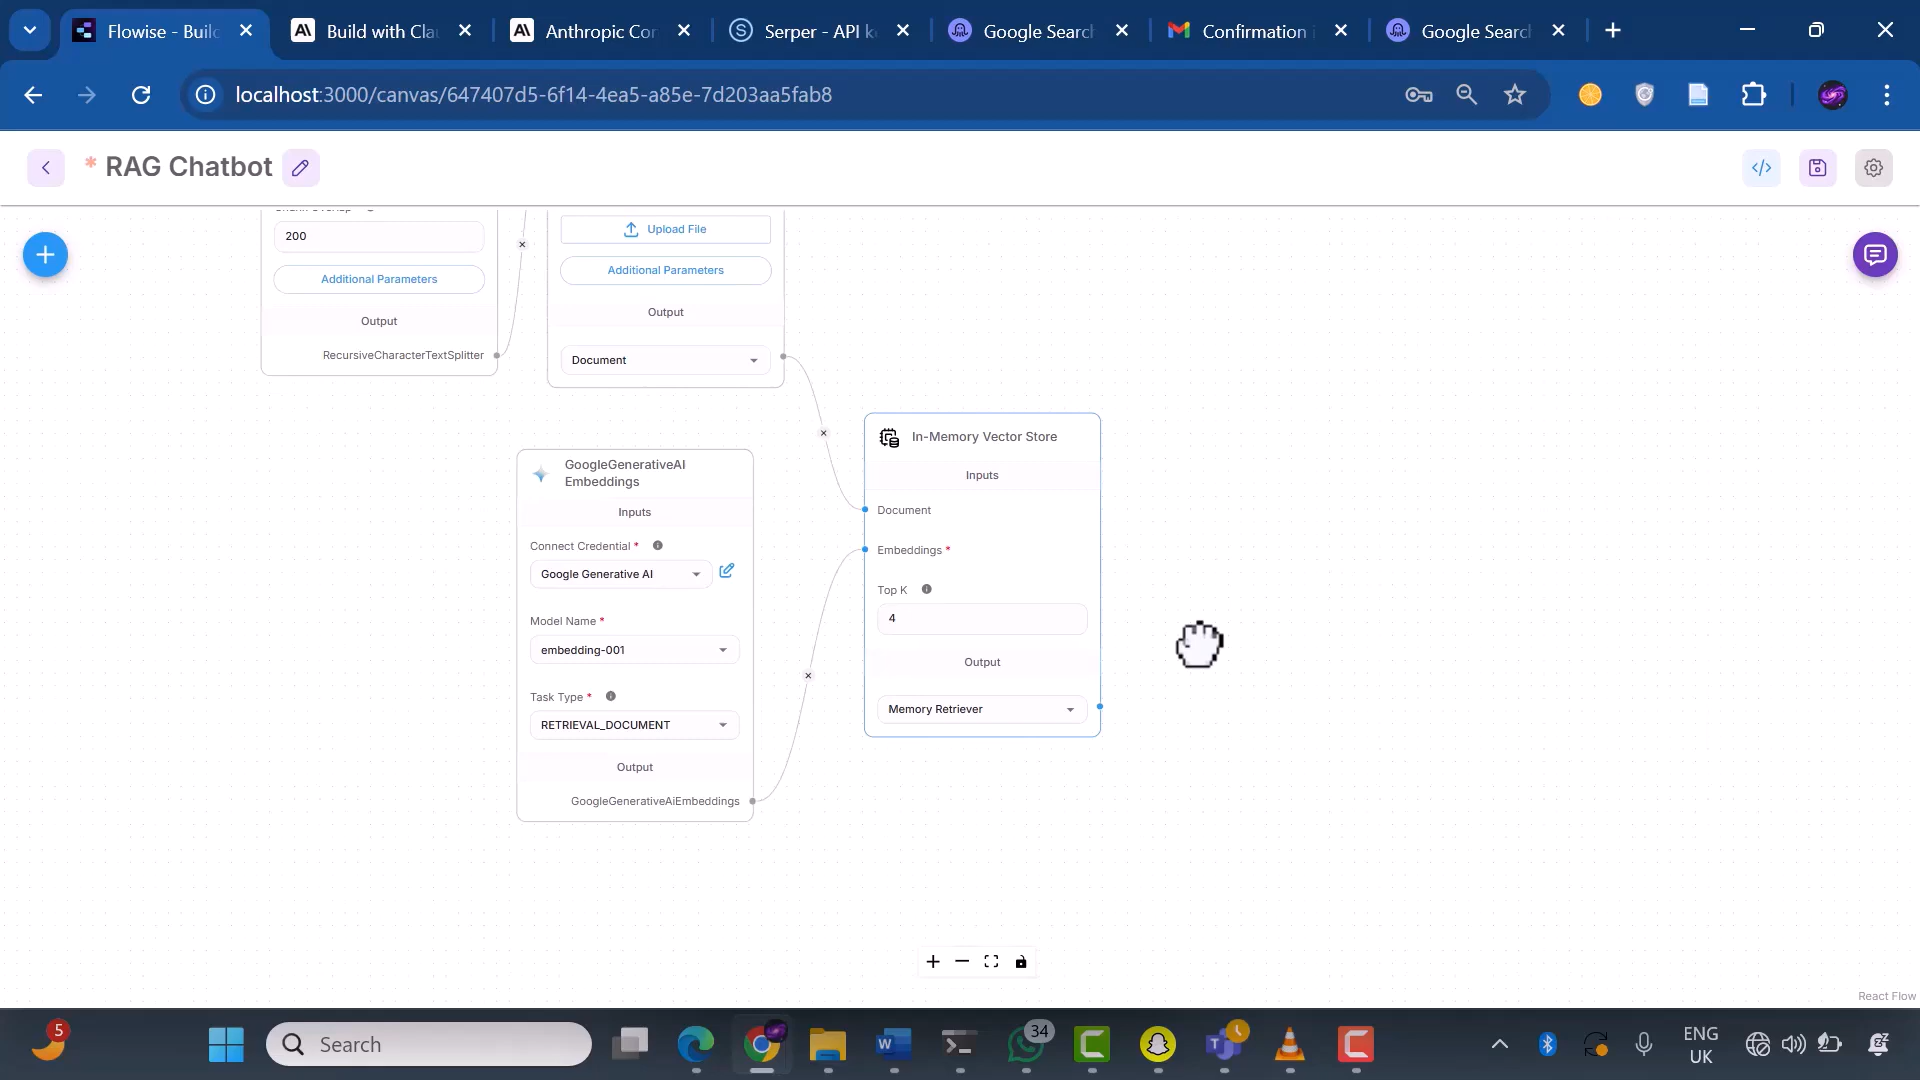 Flowise - Buil
Build with Cla
Anthropic Cor
Serper - API k
Google Searc
Confirmation i
Google Searc
localhost:3000/canvas/647407d5-6f14-4ea5-a85e-7d203aa5fab8
* RAG Chatbot
200
Additional Parameters
Output
RecursiveCharacterTextSplitter
Upload File
Additional Parameters
Output
Document
GoogleGenerativeAI
Embeddings
Inputs
Connect Credential *
Google Generative AI
Model Name *
embedding-001
Task Type *
RETRIEVAL_DOCUMENT
Output
GoogleGenerativeAiEmbeddings
In-Memory Vector Store
Inputs
Document
Embeddings *
Top K
4
Output
Memory Retriever
React Flow
5
Search
34
ENG
UK